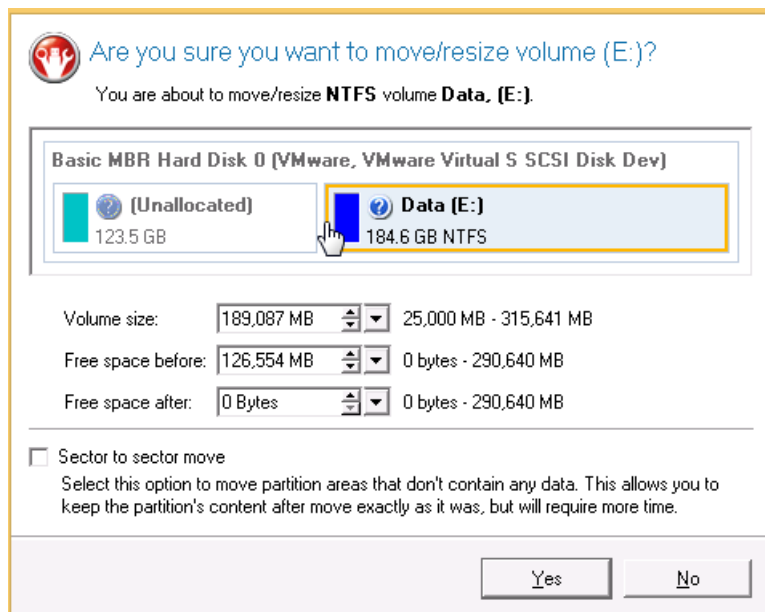 Are you sure you want to move/resize volume (E:)?
You are about to move/resize NTFS volume Data, (E:).
Basic MBR Hard Disk 0 (VMware, VMware Virtual S SCSI Disk Dev)
(Unallocated)
123.5 GB
Data (E:)
184.6 GB NTFS
Volume size: 189,087 MB 25,000 MB - 315,641 MB
Free space before: 126,554 MB 0 bytes - 290,640 MB
Free space after: 0 Bytes 0 bytes - 290,640 MB
Sector to sector move
Select this option to move partition areas that don't contain any data. This allows you to
keep the partition's content after move exactly as it was, but will require more time.
Yes No